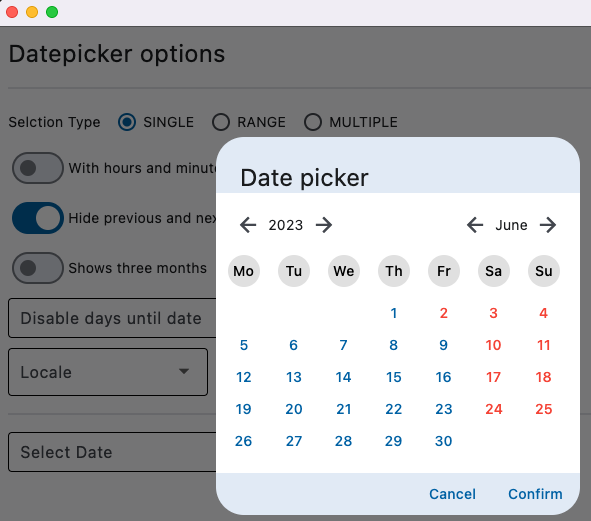 Datepicker options
Selction Type SINGLE RANGE MULTIPLE
With hours and minut
Hide previous and nex
Shows three months
Disable days until date
Locale
Select Date
Date picker
2023 June
Mo Tu We Th Fr Sa Su
1 2 3 4
5 6 7 8 9 10 11
12 13 14 15 16 17 18
19 20 21 22 23 24 25
26 27 28 29 30
Cancel Confirm